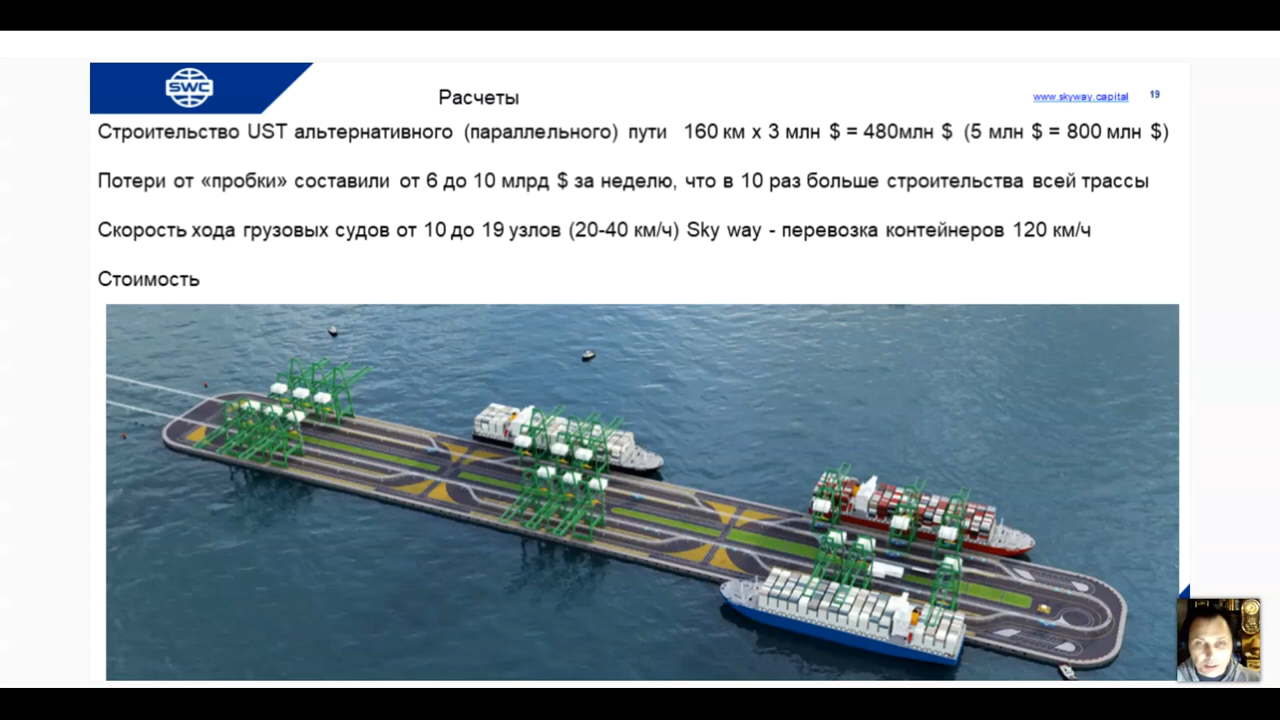 SWC
Расчеты
www.skyway.capital
19
Строительство UST альтернативного (параллельного) пути 160 км х 3 млн $ = 480млн $ (5 млн $ = 800 млн $)
Потери от «пробки» составили от 6 до 10 млрд $ за неделю, что в 10 раз больше строительства всей трассы
Скорость хода грузовых судов от 10 до 19 узлов (20-40 км/ч) Sky way - перевозка контейнеров 120 км/ч
Стоимость